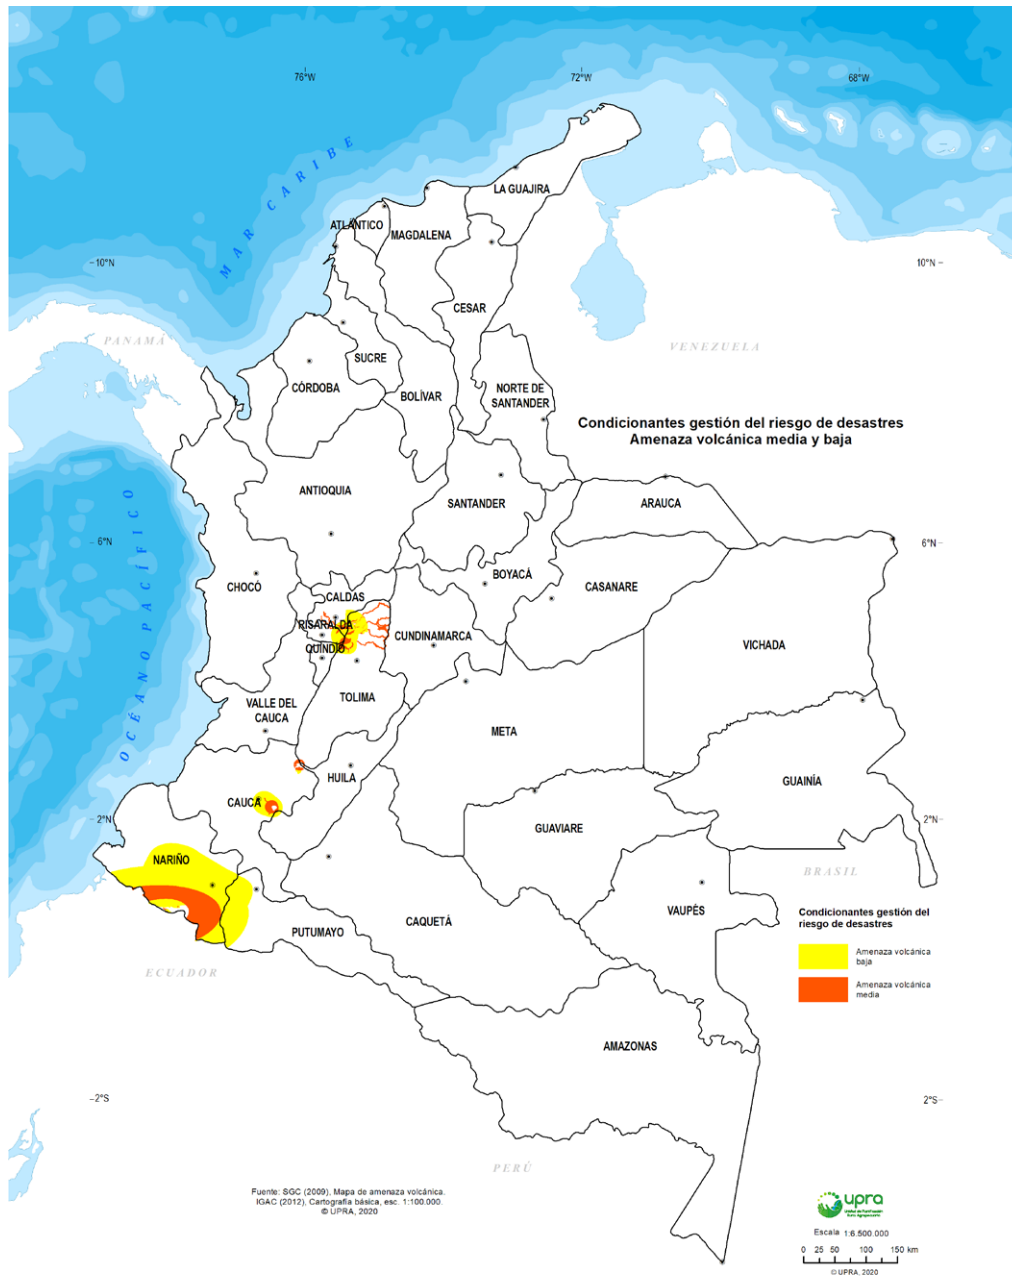 76°W
72°W
68°W
MAR CARIBE
LA GUAJIRA
ATLÁNTICO
MAGDALENA
10°N
10°N
CESAR
PANAMÁ
VENEZUELA
SUCRE
CÓRDOBA
BOLÍVAR
NORTE DE
SANTANDER
Condicionantes gestión del riesgo de desastres
Amenaza volcánica media y baja
ANTIOQUIA
SANTANDER
ARAUCA
OCÉANO PACÍFICO
6°N
6°N
CHOCÓ
BOYACÁ
CASANARE
CALDAS
RISARALDA
CUNDINAMARCA
QUINDÍO
VICHADA
TOLIMA
VALLE DEL
CAUCA
META
HUILA
GUAINÍA
CAUCA
2°N
2°N
GUAVIARE
NARIÑO
BRASIL
VAUPÉS
CAQUETÁ
PUTUMAYO
Condicionantes gestión del
riesgo de desastres
Amenaza volcánica
baja
Amenaza volcánica
media
ECUADOR
AMAZONAS
2°S
2°S
PERÚ
Fuente: SGC (2009), Mapa de amenaza volcánica.
IGAC (2012), Cartografía básica, esc. 1:100.000.
© UPRA, 2020
upra
Escala 1:6.500.000
0 25 50 100 150 km
© UPRA, 2020